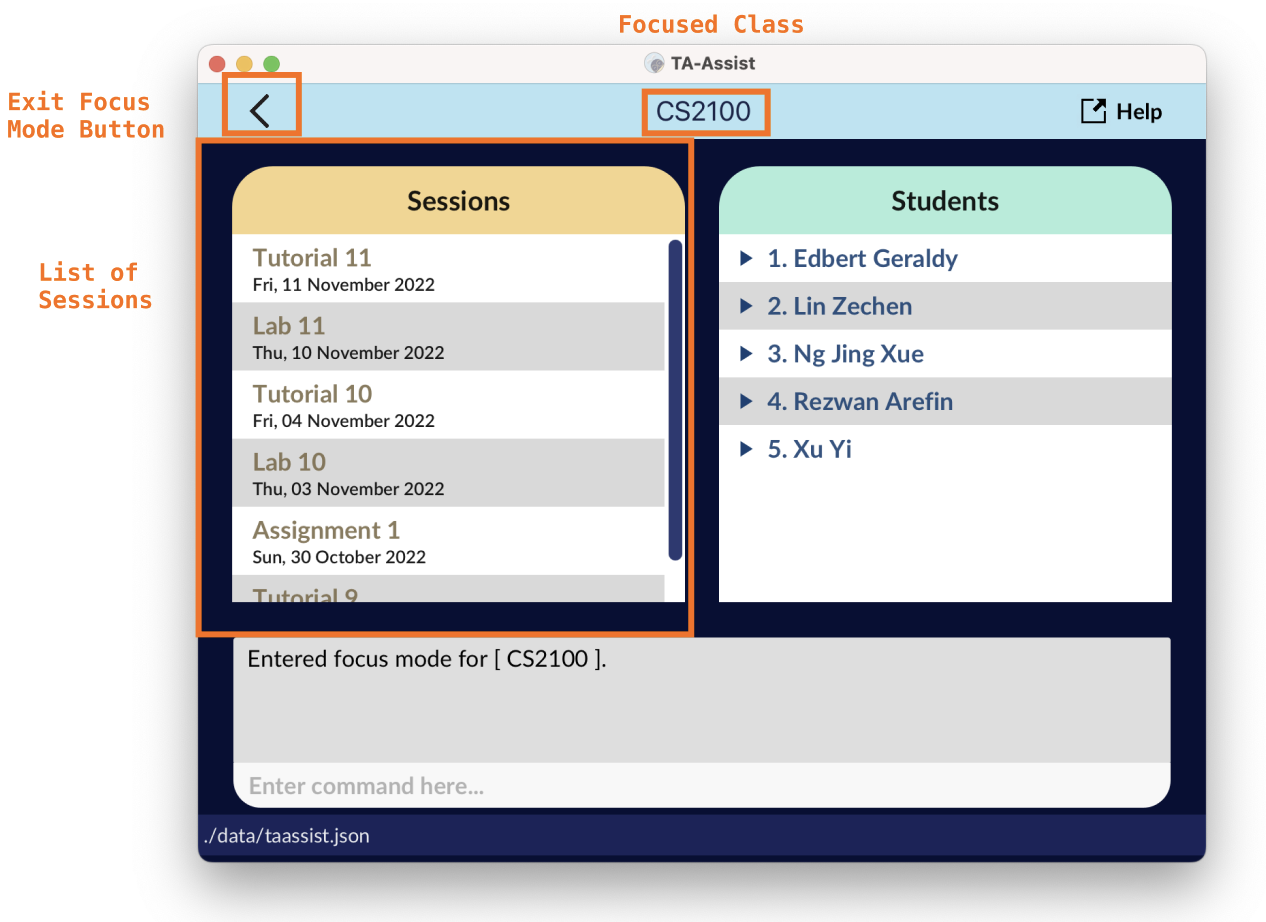 Focused Class
TA-Assist
Exit Focus
Mode Button
CS2100
Help
List of
Sessions
Sessions
Tutorial 11
Fri, 11 November 2022
Lab 11
Thu, 10 November 2022
Tutorial 10
Fri, 04 November 2022
Lab 10
Thu, 03 November 2022
Assignment 1
Sun, 30 October 2022
Tutorial 9
Students
1. Edbert Geraldy
2. Lin Zechen
3. Ng Jing Xue
4. Rezwan Arefin
5. Xu Yi
Entered focus mode for [ CS2100 ].
Enter command here...
./data/taassist.json